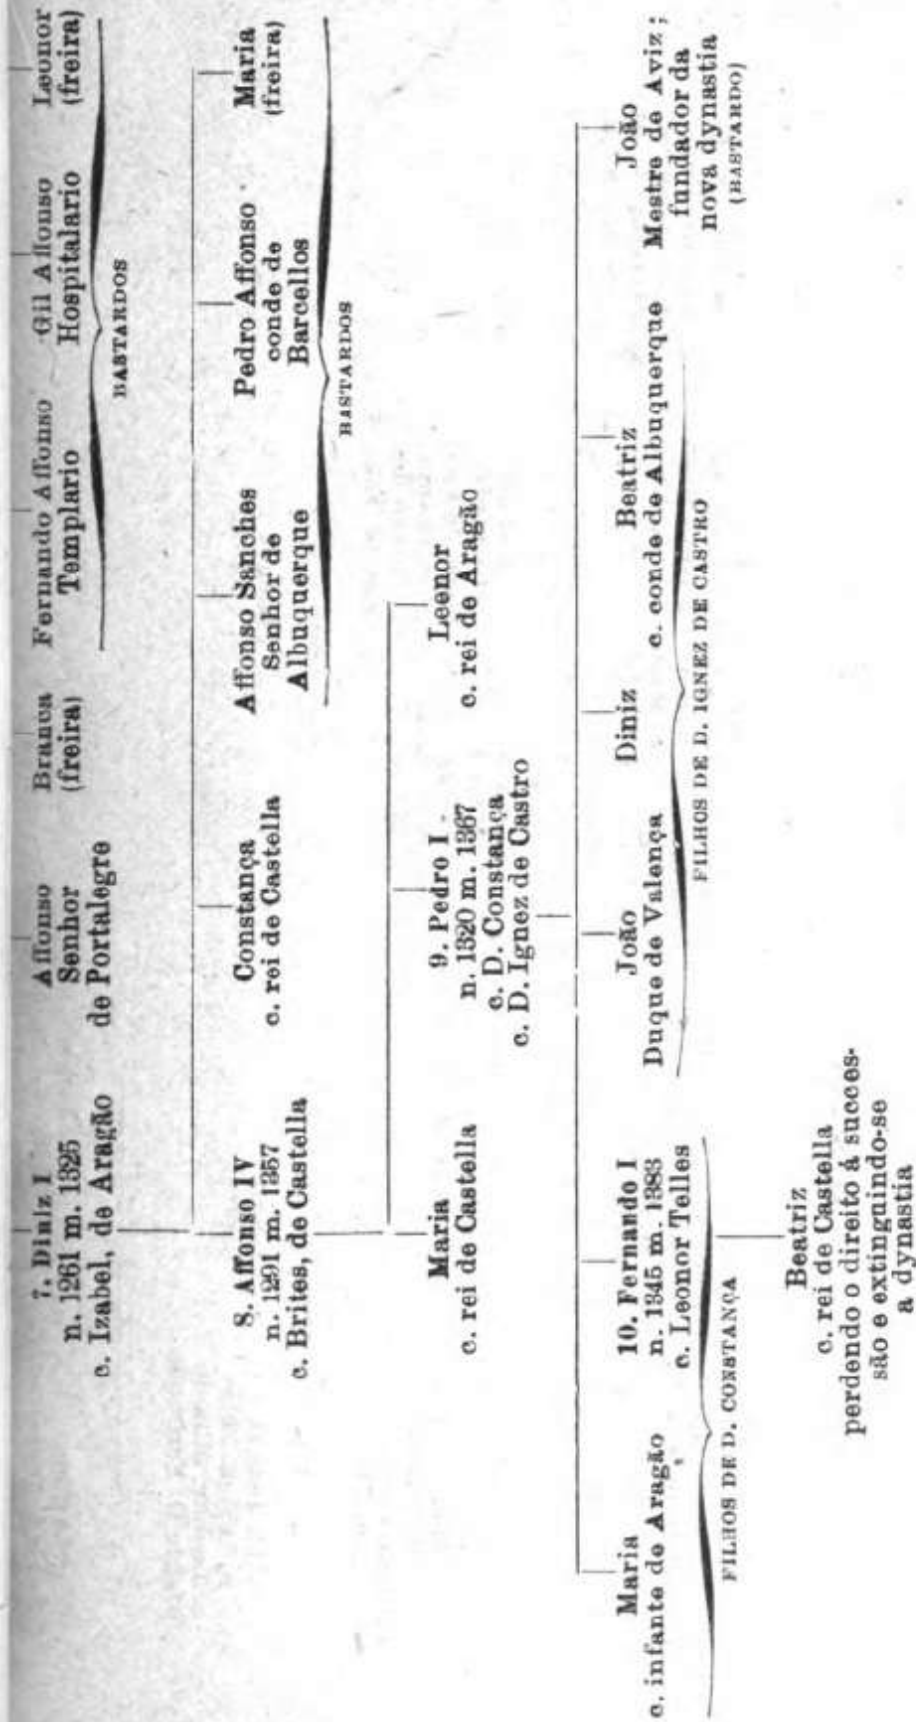 7. Diniz I
n. 1261 m. 1325
c. Izabel, de Aragão
Affonso
Senhor
de Portalegre
Branca
(freira)
Fernando Affonso
Templario
Gil Affonso
Hospitalario
Leonor
(freira)
BASTARDOS
8. Affonso IV
n. 1291 m. 1357
c. Brites, de Castella
Constança
c. rei de Castella
Affonso Sanches
Senhor de
Albuquerque
Pedro Affonso
conde de
Barcellos
Maria
(freira)
BASTARDOS
Maria
c. rei de Castella
9. Pedro I
n. 1320 m. 1367
c. D. Constança
c. D. Ignez de Castro
Leonor
c. rei de Aragão
Maria
c. infante de Aragão
10. Fernando I
n. 1345 m. 1383
c. Leonor Telles
João
Duque de Valença
Diniz
Beatriz
c. conde de Albuquerque
João
Mestre de Aviz;
fundador da
nova dynastia
(BASTARDO)
FILHOS DE D. CONSTANÇA
FILHOS DE D. IGNEZ DE CASTRO
Beatriz
c. rei de Castella
perdendo o direito á succes-
são e extinguindo-se
a dynastia